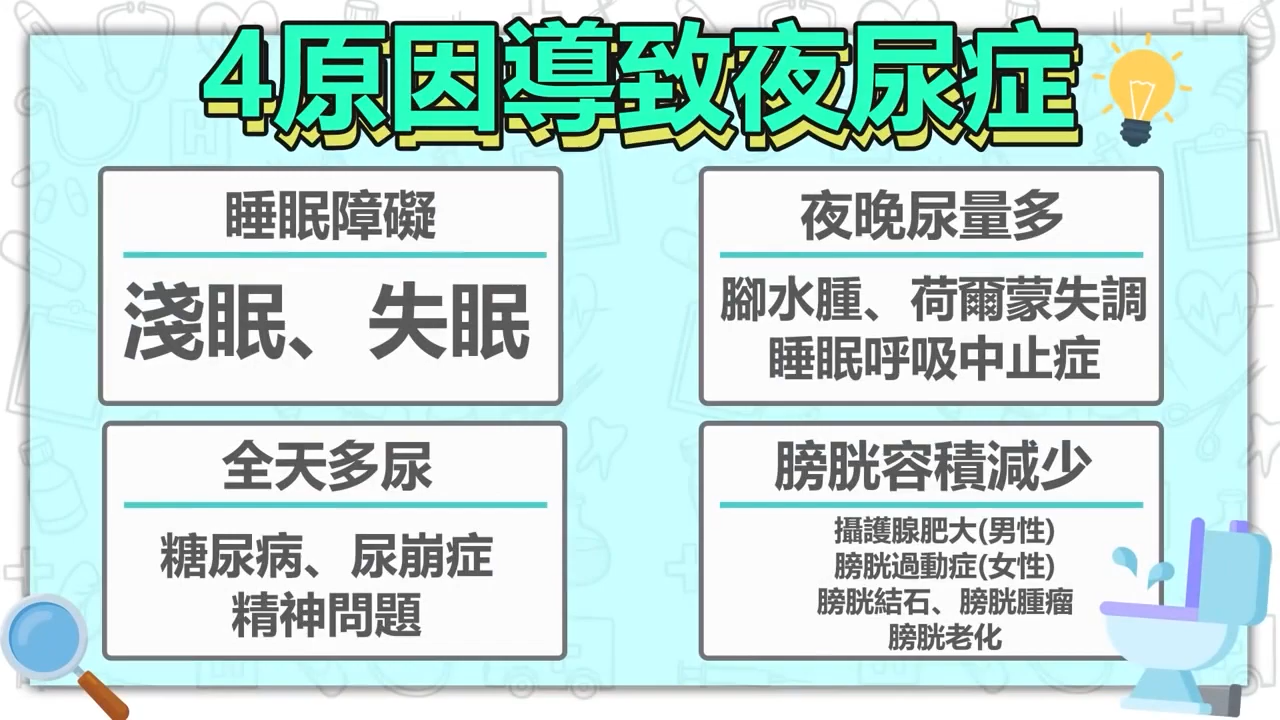 4原因導致夜尿症
睡眠障礙
淺眠、失眠
夜晚尿量多
腳水腫、荷爾蒙失調
睡眠呼吸中止症
全天多尿
糖尿病、尿崩症
精神問題
膀胱容積減少
攝護腺肥大(男性)
膀胱過動症(女性)
膀胱結石、膀胱腫瘤
膀胱老化